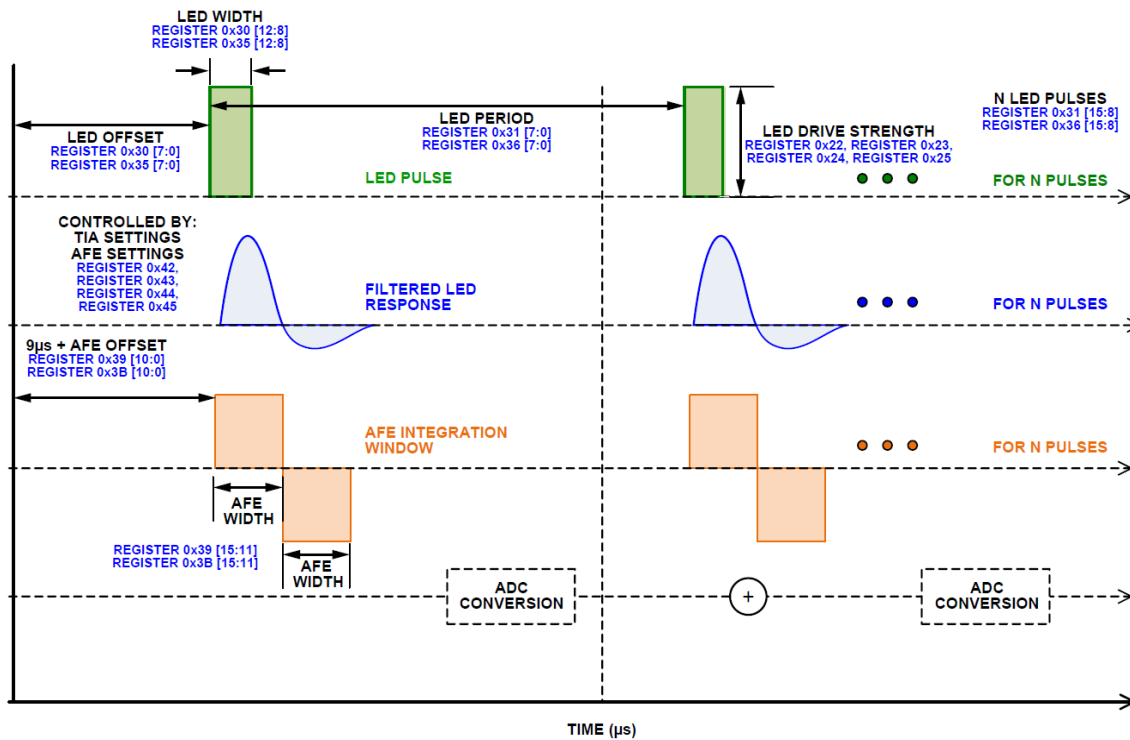 LED WIDTH
REGISTER 0x30 [12:8]
REGISTER 0x35 [12:8]
LED OFFSET
REGISTER 0x30 [7:0]
REGISTER 0x35 [7:0]
LED PERIOD
REGISTER 0x31 [7:0]
REGISTER 0x36 [7:0]
LED DRIVE STRENGTH
REGISTER 0x22, REGISTER 0x23,
REGISTER 0x24, REGISTER 0x25
N LED PULSES
REGISTER 0x31 [15:8]
REGISTER 0x36 [15:8]
LED PULSE
FOR N PULSES
CONTROLLED BY:
TIA SETTINGS
AFE SETTINGS
REGISTER 0x42,
REGISTER 0x43,
REGISTER 0x44,
REGISTER 0x45
FILTERED LED
RESPONSE
FOR N PULSES
9µs + AFE OFFSET
REGISTER 0x39 [10:0]
REGISTER 0x3B [10:0]
AFE INTEGRATION
WINDOW
FOR N PULSES
AFE
WIDTH
REGISTER 0x39 [15:11]
REGISTER 0x3B [15:11]
AFE
WIDTH
ADC
CONVERSION
+
ADC
CONVERSION
TIME (µs)